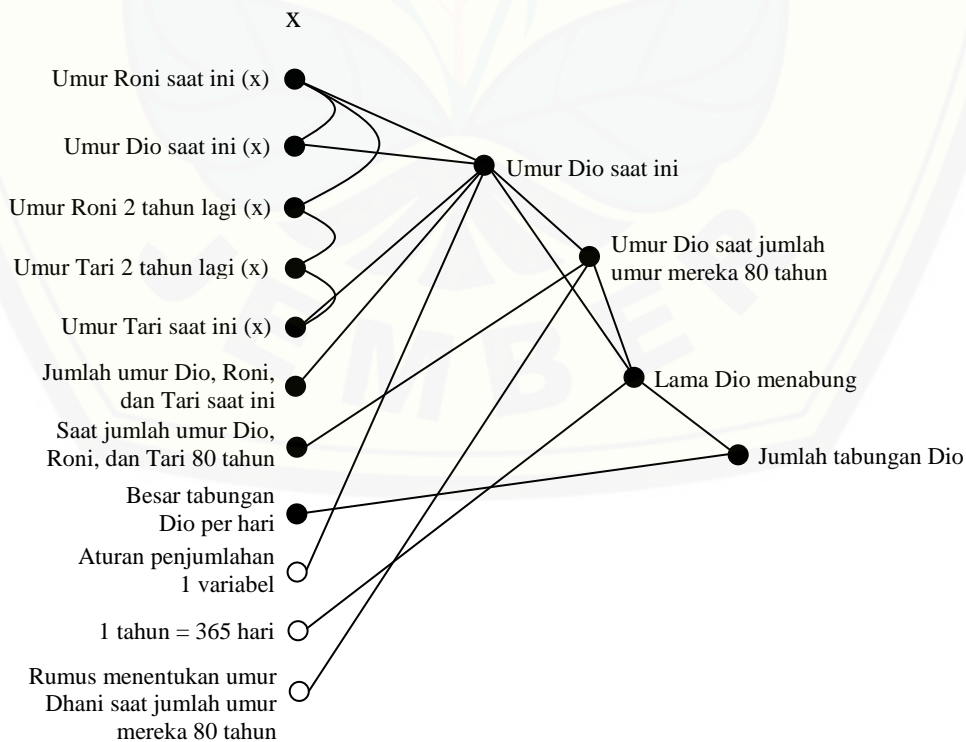 x
Umur Roni saat ini (x)
Umur Dio saat ini (x)
Umur Dio saat ini
Umur Roni 2 tahun lagi (x)
Umur Dio saat jumlah
umur mereka 80 tahun
Umur Tari 2 tahun lagi (x)
Umur Tari saat ini (x)
Jumlah umur Dio, Roni,
dan Tari saat ini
Lama Dio menabung
Saat jumlah umur Dio,
Roni, dan Tari 80 tahun
Jumlah tabungan Dio
Besar tabungan
Dio per hari
Aturan penjumlahan
1 variabel
1 tahun = 365 hari
Rumus menentukan umur
Dhani saat jumlah umur
mereka 80 tahun